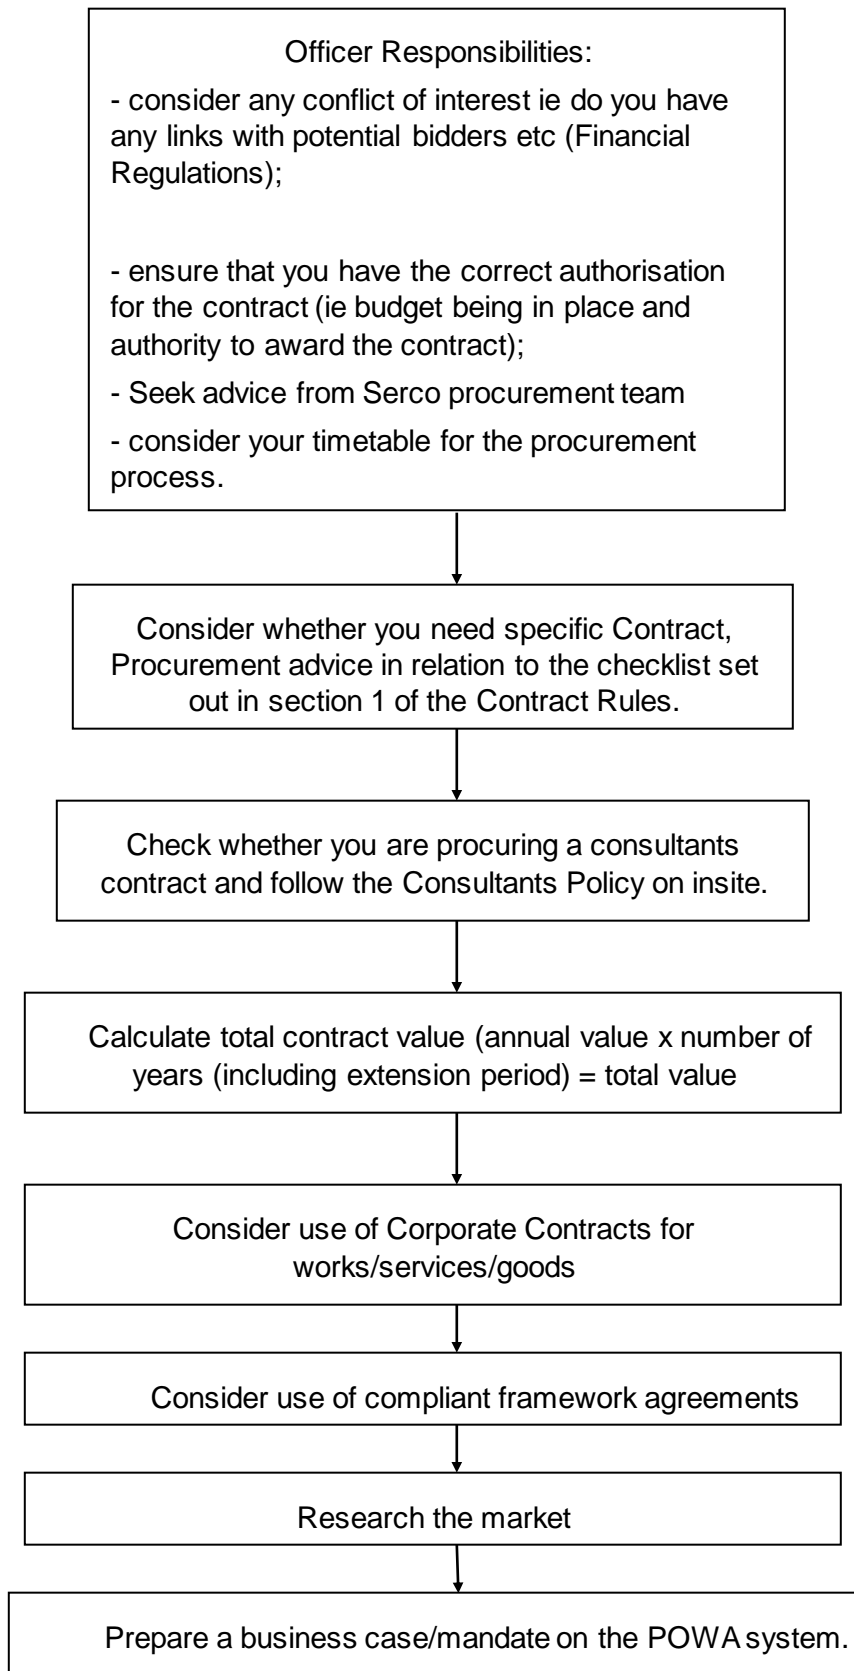 Officer Responsibilities:
- consider any conflict of interest ie do you have
any links with potential bidders etc (Financial
Regulations);
- ensure that you have the correct authorisation
for the contract (ie budget being in place and
authority to award the contract);
- Seek advice from Serco procurement team
- consider your timetable for the procurement
process.
Consider whether you need specific Contract,
Procurement advice in relation to the checklist set
out in section 1 of the Contract Rules.
Check whether you are procuring a consultants
contract and follow the Consultants Policy on insite.
Calculate total contract value (annual value x number of
years (including extension period) = total value
Consider use of Corporate Contracts for
works/services/goods
Consider use of compliant framework agreements
Research the market
Prepare a business case/mandate on the POWA system.